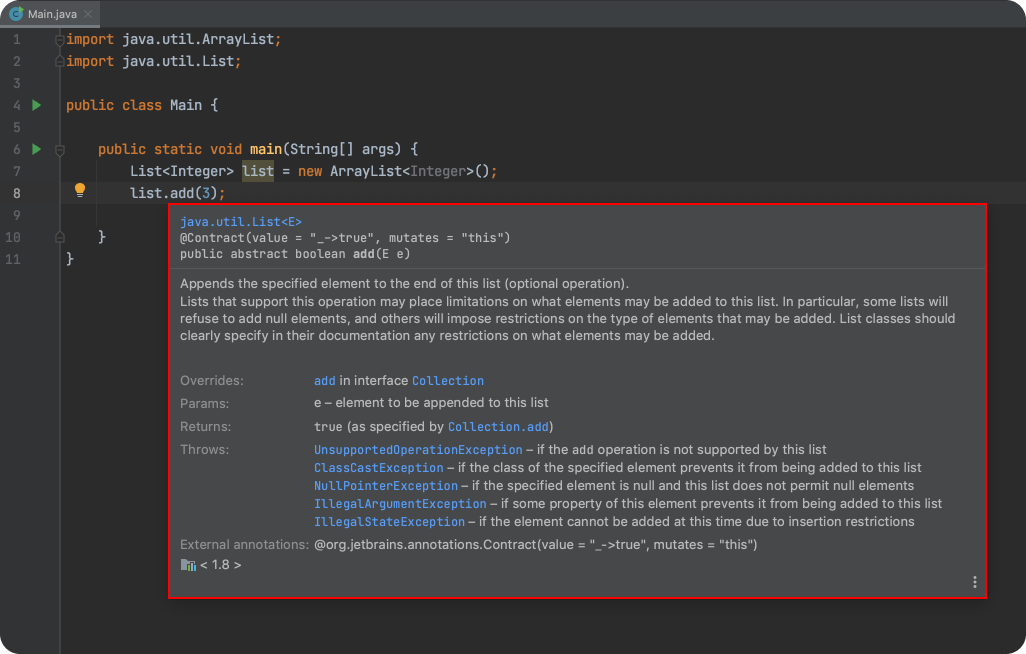 Main.java
1 import java.util.ArrayList;
2 import java.util.List;
3
4 public class Main {
5
6 public static void main(String[] args) {
7 List<Integer> list = new ArrayList<Integer>();
8 list.add(3);
9
10 }
11 }
java.util.List<E>
@Contract(value = "_->true", mutates = "this")
public abstract boolean add(E e)
Appends the specified element to the end of this list (optional operation).
Lists that support this operation may place limitations on what elements may be added to this list. In particular, some lists will
refuse to add null elements, and others will impose restrictions on the type of elements that may be added. List classes should
clearly specify in their documentation any restrictions on what elements may be added.
Overrides: add in interface Collection
Params: e – element to be appended to this list
Returns: true (as specified by Collection.add)
Throws: UnsupportedOperationException – if the add operation is not supported by this list
ClassCastException – if the class of the specified element prevents it from being added to this list
NullPointerException – if the specified element is null and this list does not permit null elements
IllegalArgumentException – if some property of this element prevents it from being added to this list
IllegalStateException – if the element cannot be added at this time due to insertion restrictions
External annotations: @org.jetbrains.annotations.Contract(value = "_->true", mutates = "this")
< 1.8 >